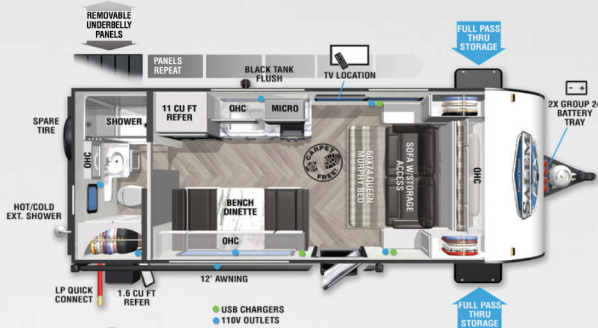 REMOVABLE
UNDERBELLY
PANELS
PANELS
REPEAT
BLACK TANK
FLUSH
TV LOCATION
FULL PASS
THRU
STORAGE
2X GROUP 24
BATTERY
TRAY
SPARE
TIRE
SHOWER
11 CU FT
REFER
OHC
MICRO
OHC
CARPET
FREE!
60X74 QUEEN
MURPHY BED
SOFA W/STORAGE
ACCESS
OHC
SALEM
HOT/COLD
EXT. SHOWER
BENCH
DINETTE
OHC
LP QUICK
CONNECT
1.6 CU FT
REFER
12' AWNING
USB CHARGERS
110V OUTLETS
FULL PASS
THRU
STORAGE